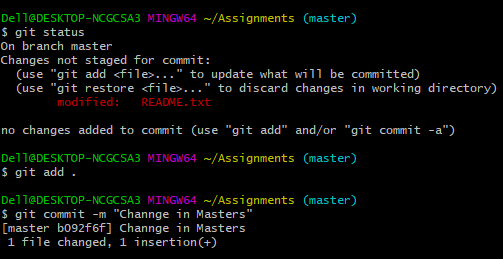 Dell@DESKTOP-NCGCSA3 MINGW64 ~/Assignments (master)
$ git status
On branch master
Changes not staged for commit:
  (use "git add <file>..." to update what will be committed)
  (use "git restore <file>..." to discard changes in working directory)
        modified:   README.txt

no changes added to commit (use "git add" and/or "git commit -a")

Dell@DESKTOP-NCGCSA3 MINGW64 ~/Assignments (master)
$ git add .

Dell@DESKTOP-NCGCSA3 MINGW64 ~/Assignments (master)
$ git commit -m "Channge in Masters"
[master b092f6f] Channge in Masters
 1 file changed, 1 insertion(+)